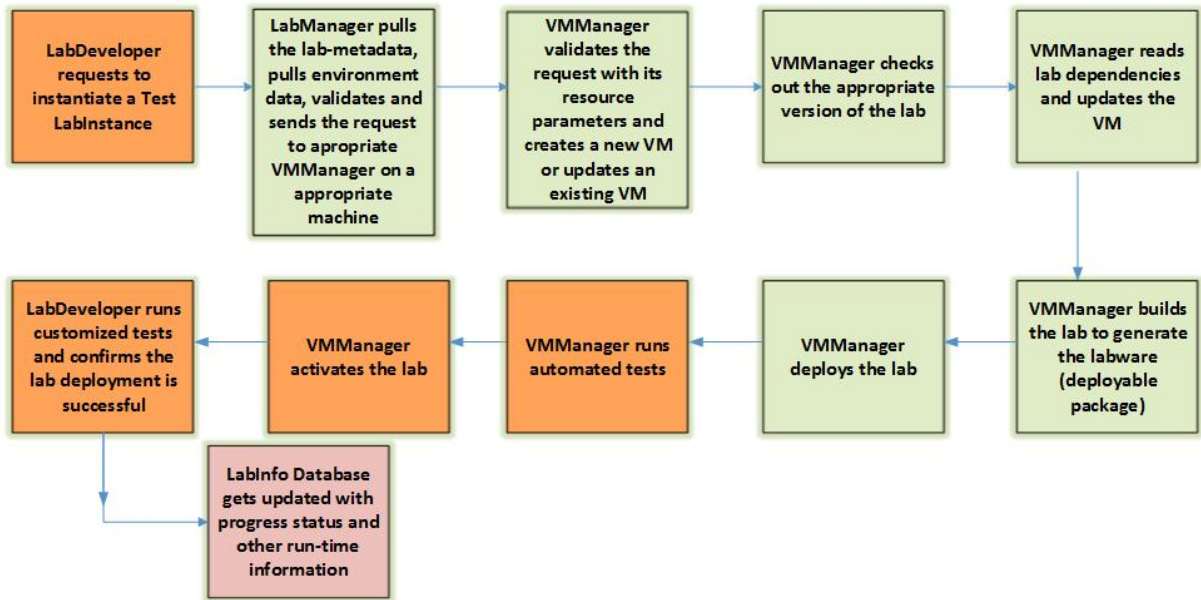 LabDeveloper
requests to
instantiate a Test
LabInstance
LabManager pulls
the lab-metadata,
pulls environment
data, validates and
sends the request
to apropriate
VMManager on a
appropriate
machine
VMManager
validates the
request with its
resource
parameters and
creates a new VM
or updates an
existing VM
VMManager checks
out the appropriate
version of the lab
VMManager reads
lab dependencies
and updates the
VM
VMManager builds
the lab to generate
the labware
(deployable
package)
VMManager
deploys the lab
VMManager runs
automated tests
VMManager
activates the lab
LabDeveloper runs
customized tests
and confirms the
lab deployment is
successful
LabInfo Database
gets updated with
progress status and
other run-time
information